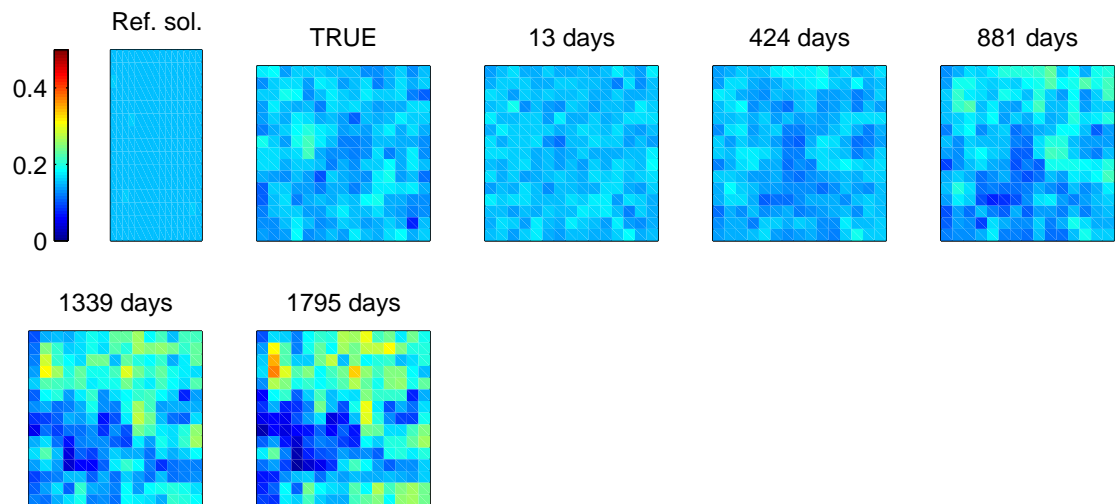 Ref. sol.
TRUE
13 days
424 days
881 days
0.4
0.2
0
1339 days
1795 days